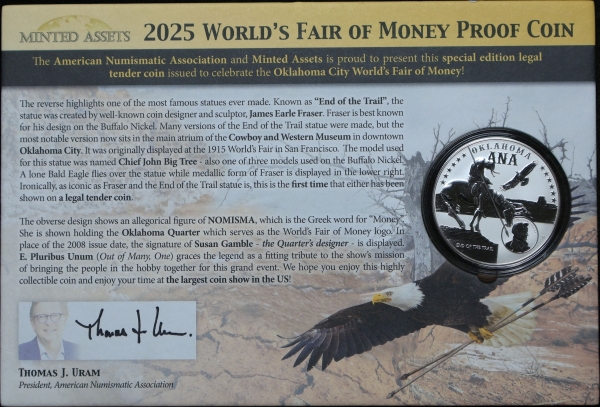 MINTED ASSETS
2025 WORLD'S FAIR OF MONEY PROOF COIN
The American Numismatic Association and Minted Assets is proud to present this special edition legal
tender coin issued to celebrate the Oklahoma City World's Fair of Money!
The reverse highlights one of the most famous statues ever made. Known as "End of the Trail", the
statue was created by well-known coin designer and sculptor, James Earle Fraser. Fraser is best known
for his design on the Buffalo Nickel. Many versions of the End of the Trail statue were made, but the
most notable version now sits in the main atrium of the Cowboy and Western Museum in downtown
Oklahoma City. It was originally displayed at the 1915 World's Fair in San Francisco. The model used
for this statue was named Chief John Big Tree - also one of three models used on the Buffalo Nickel.
A lone Bald Eagle flies over the statue while medallic form of Fraser is displayed in the lower right.
Ironically, as iconic as Fraser and the End of the Trail statue is, this is the first time that either has been
shown on a legal tender coin.
The obverse design shows an allegorical figure of NOMISMA, which is the Greek word for "Money".
She is shown holding the Oklahoma Quarter which serves as the World's Fair of Money logo. In
place of the 2008 issue date, the signature of Susan Gamble - the Quarter's designer - is displayed.
E. Pluribus Unum (Out of Many, One) graces the legend as a fitting tribute to the show's mission
of bringing the people in the hobby together for this grand event. We hope you enjoy this highly
collectible coin and enjoy your time at the largest coin show in the US!
OKLAHOMA
ANA
END OF THE TRAIL
Thomas J. Uram
THOMAS J. URAM
President, American Numismatic Association